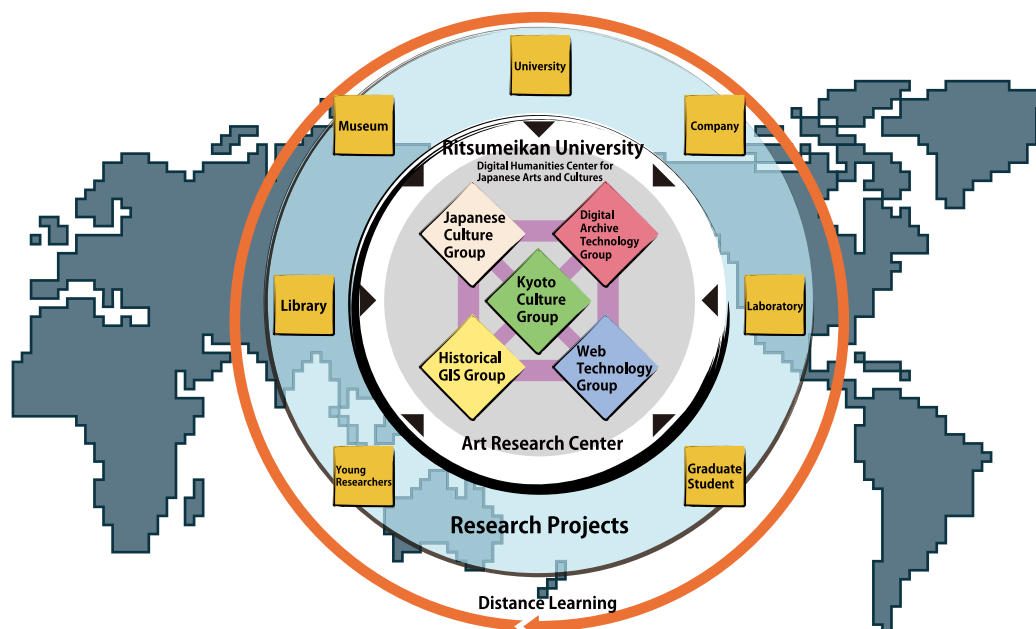 University
Museum
Company
Ritsumeikan University
Digital Humanities Center for
Japanese Arts and Cultures
Japanese
Culture
Group
Digital
Archive
Technology
Group
Kyoto
Culture
Group
Library
Laboratory
Historical
GIS Group
Web
Technology
Group
Art Research Center
Young
Researchers
Graduate
Student
Research Projects
Distance Learning